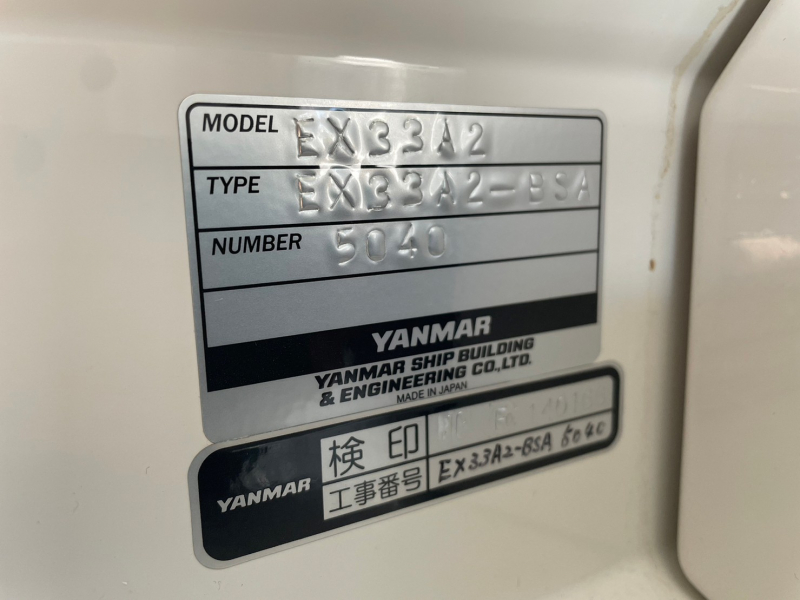 MODEL EX33A2
TYPE EX33A2-BSA
NUMBER 5040
YANMAR
YANMAR SHIP BUILDING
& ENGINEERING CO.,LTD.
MADE IN JAPAN
YANMAR
検印
工事番号 EX33A2-BSA 5040